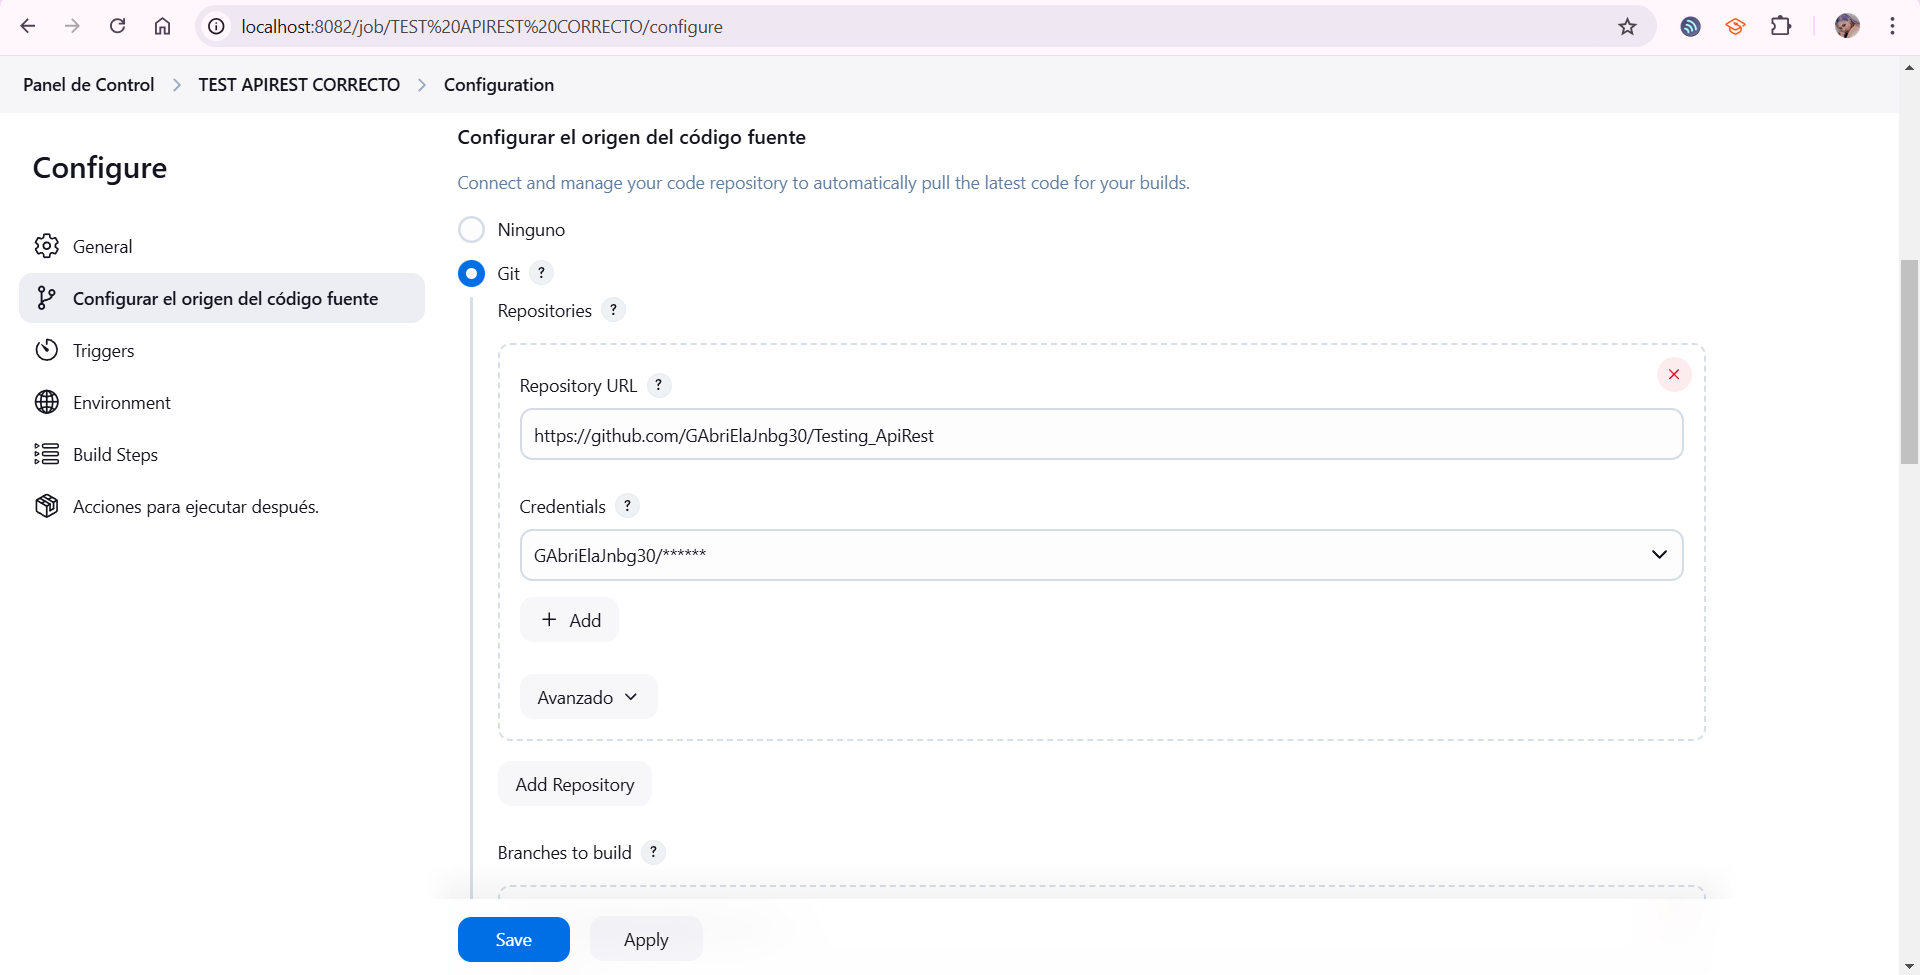 localhost:8082/job/TEST%20APIREST%20CORRECTO/configure
Panel de Control > TEST APIREST CORRECTO > Configuration
Configure
General
Configurar el origen del código fuente
Triggers
Environment
Build Steps
Acciones para ejecutar después.
Configurar el origen del código fuente
Connect and manage your code repository to automatically pull the latest code for your builds.
Ninguno
Git ?
Repositories ?
Repository URL ?
https://github.com/GAbriElaJnbg30/Testing_ApiRest
Credentials ?
GAbriElaJnbg30/******
+ Add
Avanzado
Add Repository
Branches to build ?
Save
Apply